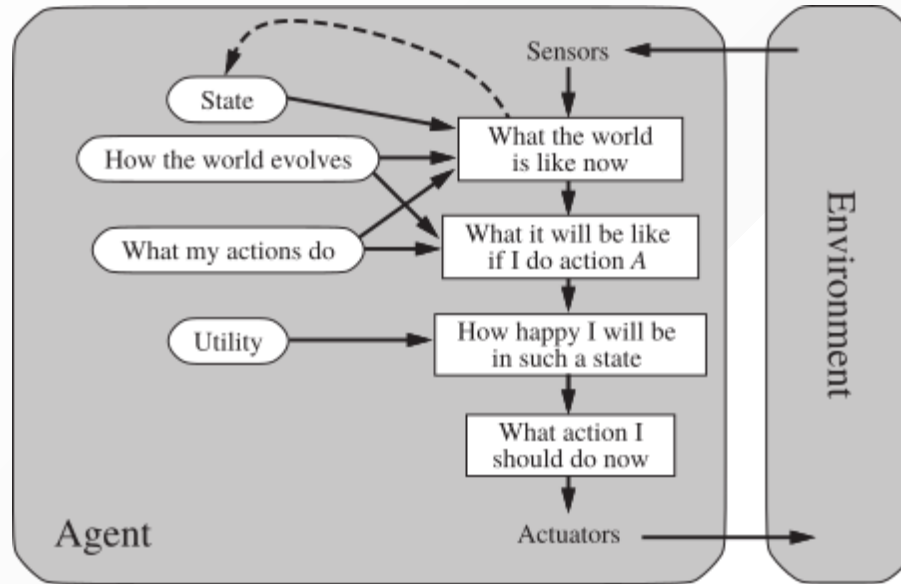 Sensors
State
What the world
is like now
How the world evolves
What my actions do
What it will be like
if I do action A
Utility
How happy I will be
in such a state
What action I
should do now
Agent
Actuators
Environment